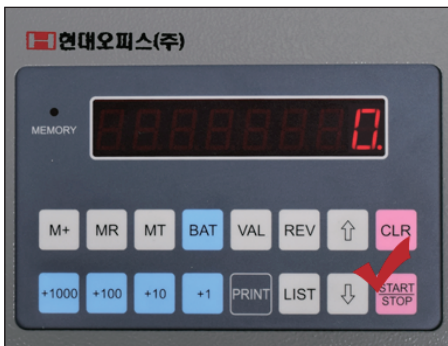 현대오피스(주)
0.
MEMORY
M+ MR MT BAT VAL REV ⇧ CLR
+1000 +100 +10 +1 PRINT LIST ⇩ START
STOP